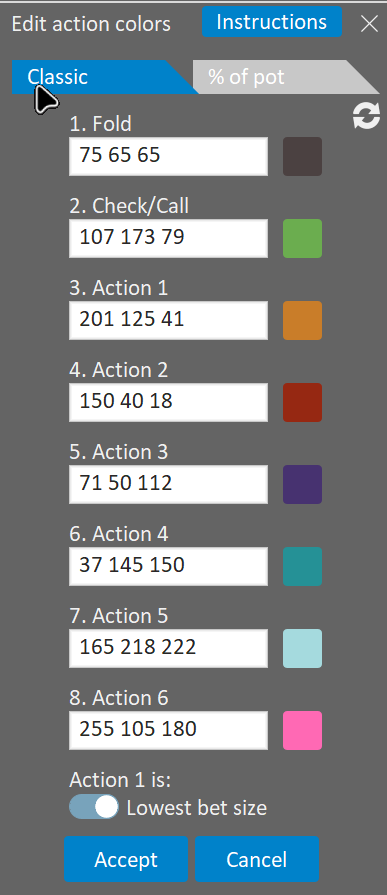 Edit action colors Instructions
Classic % of pot
1. Fold
75 65 65
2. Check/Call
107 173 79
3. Action 1
201 125 41
4. Action 2
150 40 18
5. Action 3
71 50 112
6. Action 4
37 145 150
7. Action 5
165 218 222
8. Action 6
255 105 180
Action 1 is:
Lowest bet size
Accept Cancel